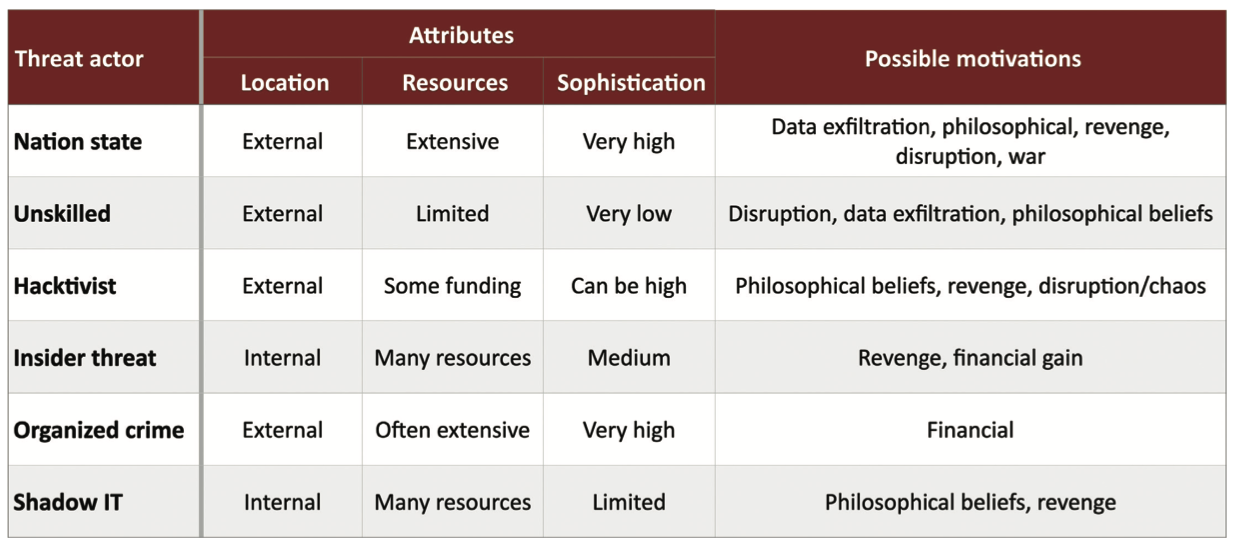 Threat actor
Attributes
Possible motivations
Location
Resources
Sophistication
Nation state
External
Extensive
Very high
Data exfiltration, philosophical, revenge,
disruption, war
Unskilled
External
Limited
Very low
Disruption, data exfiltration, philosophical beliefs
Hacktivist
External
Some funding
Can be high
Philosophical beliefs, revenge, disruption/chaos
Insider threat
Internal
Many resources
Medium
Revenge, financial gain
Organized crime
External
Often extensive
Very high
Financial
Shadow IT
Internal
Many resources
Limited
Philosophical beliefs, revenge